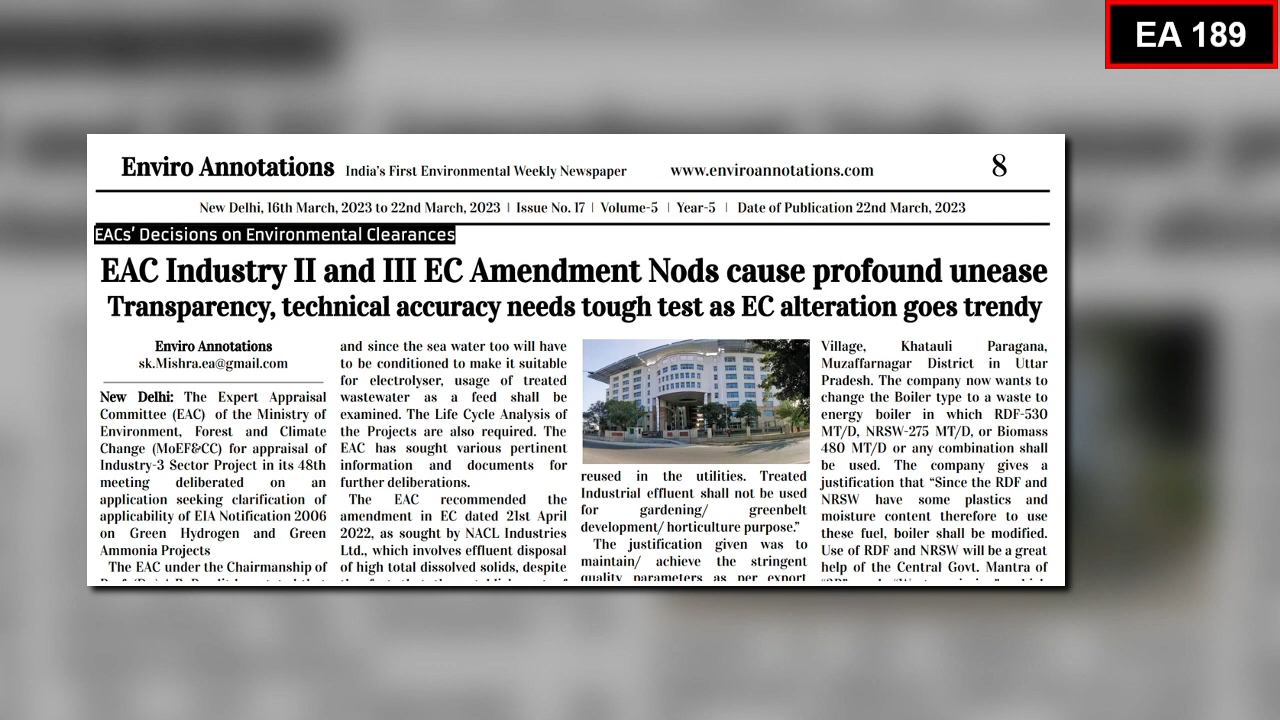 EA 189
Enviro Annotations India's First Environmental Weekly Newspaper www.enviroannotations.com 8
New Delhi, 16th March, 2023 to 22nd March, 2023 | Issue No. 17 | Volume-5 | Year-5 | Date of Publication 22nd March, 2023
EACs' Decisions on Environmental Clearances
EAC Industry II and III EC Amendment Nods cause profound unease
Transparency, technical accuracy needs tough test as EC alteration goes trendy
Enviro Annotations
sk.Mishra.ea@gmail.com
New Delhi: The Expert Appraisal
Committee (EAC) of the Ministry of
Environment, Forest and Climate
Change (MoEF&CC) for appraisal of
Industry-3 Sector Project in its 48th
meeting deliberated on an
application seeking clarification of
applicability of EIA Notification 2006
on Green Hydrogen and Green
Ammonia Projects
The EAC under the Chairmanship of
and since the sea water too will have
to be conditioned to make it suitable
for electrolyser, usage of treated
wastewater as a feed shall be
examined. The Life Cycle Analysis of
the Projects are also required. The
EAC has sought various pertinent
information and documents for
further deliberations.
The EAC recommended the
amendment in EC dated 21st April
2022, as sought by NACL Industries
Ltd., which involves effluent disposal
of high total dissolved solids, despite
reused in the utilities. Treated
Industrial effluent shall not be used
for gardening/ greenbelt
development/ horticulture purpose."
The justification given was to
maintain/ achieve the stringent
quality parameters as per export
Village, Khatauli Paragana,
Muzaffarnagar District in Uttar
Pradesh. The company now wants to
change the Boiler type to a waste to
energy boiler in which RDF-530
MT/D, NRSW-275 MT/D, or Biomass
480 MT/D or any combination shall
be used. The company gives a
justification that "Since the RDF and
NRSW have some plastics and
moisture content therefore to use
these fuel, boiler shall be modified.
Use of RDF and NRSW will be a great
help of the Central Govt. Mantra of